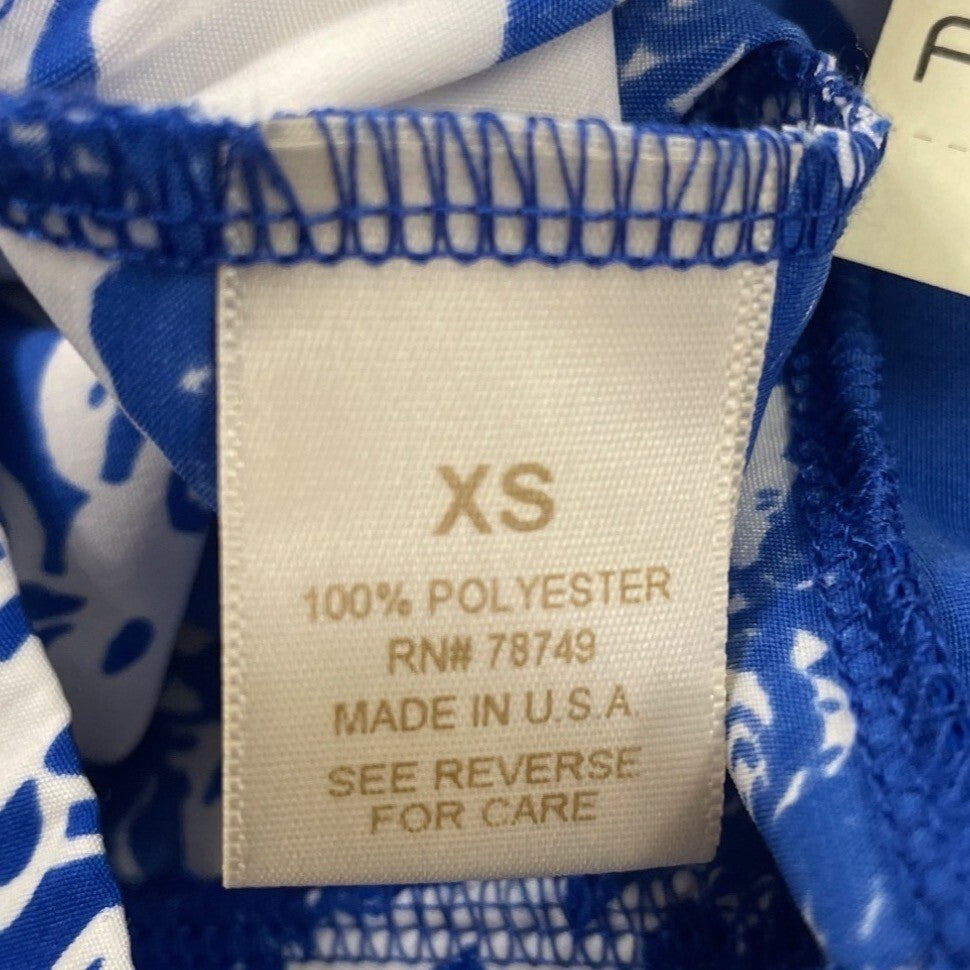 XS
100% POLYESTER
RN# 78749
MADE IN U.S.A.
SEE REVERSE
FOR CARE